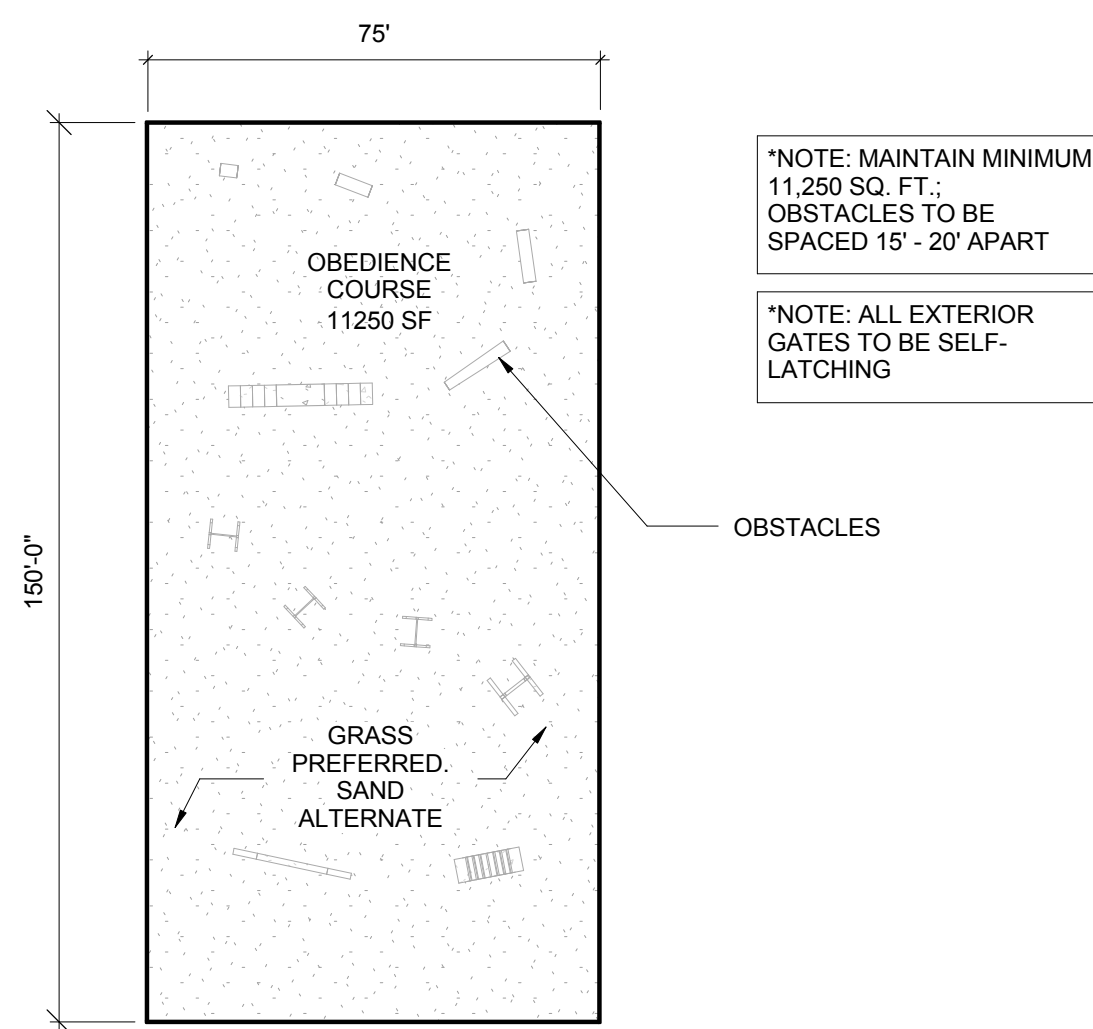 75'
*NOTE: MAINTAIN MINIMUM
11,250 SQ. FT.;
OBSTACLES TO BE
SPACED 15' - 20' APART
OBEDIENCE
COURSE
11250 SF
*NOTE: ALL EXTERIOR
GATES TO BE SELF-
LATCHING
OBSTACLES
150'-0"
GRASS
PREFERRED.
SAND
ALTERNATE